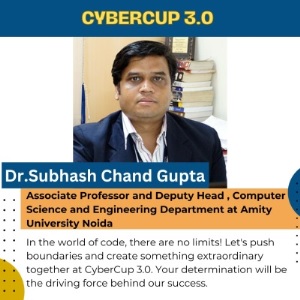 CYBERCUP 3.0
Dr.Subhash Chand Gupta
Associate Professor and Deputy Head , Computer
Science and Engineering Department at Amity
University Noida
In the world of code, there are no limits! Let's push
boundaries and create something extraordinary
together at CyberCup 3.0. Your determination will be
the driving force behind our success.